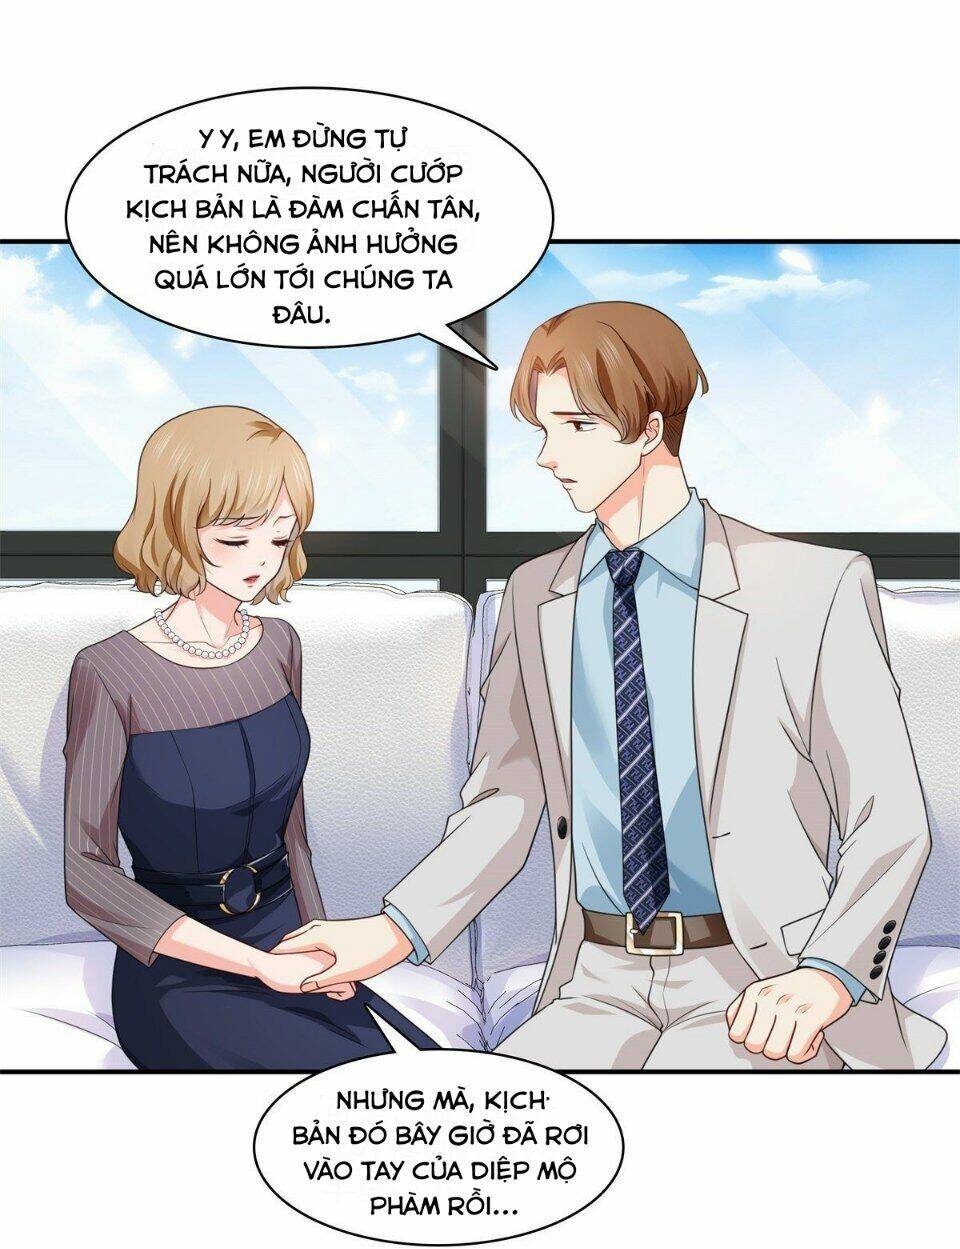 Y Y, EM ĐỪNG TỰ
TRÁCH NỮA, NGƯỜI CƯỚP
KỊCH BẢN LÀ ĐÀM CHẤN TÂN,
NÊN KHÔNG ẢNH HƯỞNG
QUÁ LỚN TỚI CHÚNG TA
ĐÂU.
NHƯNG MÀ, KỊCH
BẢN ĐÓ BÂY GIỜ ĐÃ RƠI
VÀO TAY CỦA DIỆP MỘ
PHÀM RỒI...